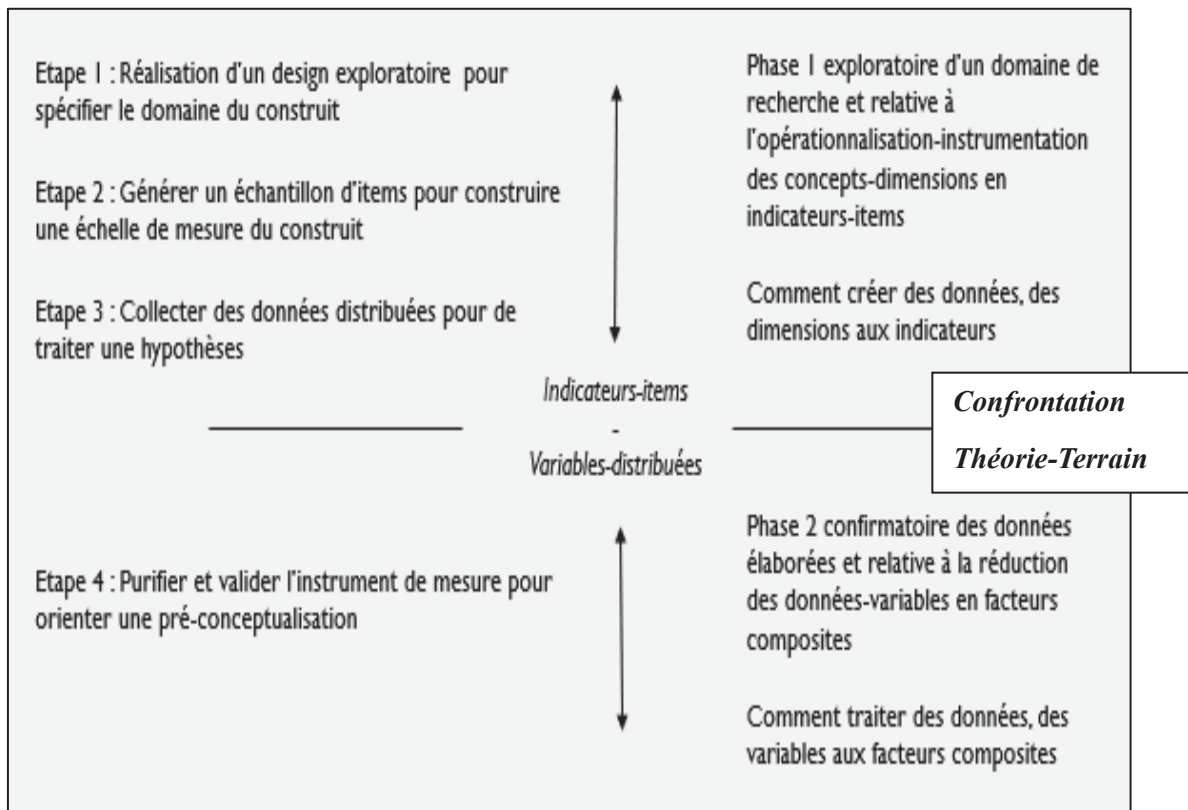 Etape 1 : Réalisation d'un design exploratoire pour
spécifier le domaine du construit
Etape 2 : Générer un échantillon d'items pour construire
une échelle de mesure du construit
Etape 3 : Collecter des données distribuées pour de
traiter une hypothèses
Phase 1 exploratoire d'un domaine de
recherche et relative à
l'opérationnalisation-instrumentation
des concepts-dimensions en
indicateurs-items
Comment créer des données, des
dimensions aux indicateurs
Indicateurs-items
-
Variables-distribuées
Confrontation
Théorie-Terrain
Etape 4 : Purifier et valider l'instrument de mesure pour
orienter une pré-conceptualisation
Phase 2 confirmatoire des données
élaborées et relative à la réduction
des données-variables en facteurs
composites
Comment traiter des données, des
variables aux facteurs composites